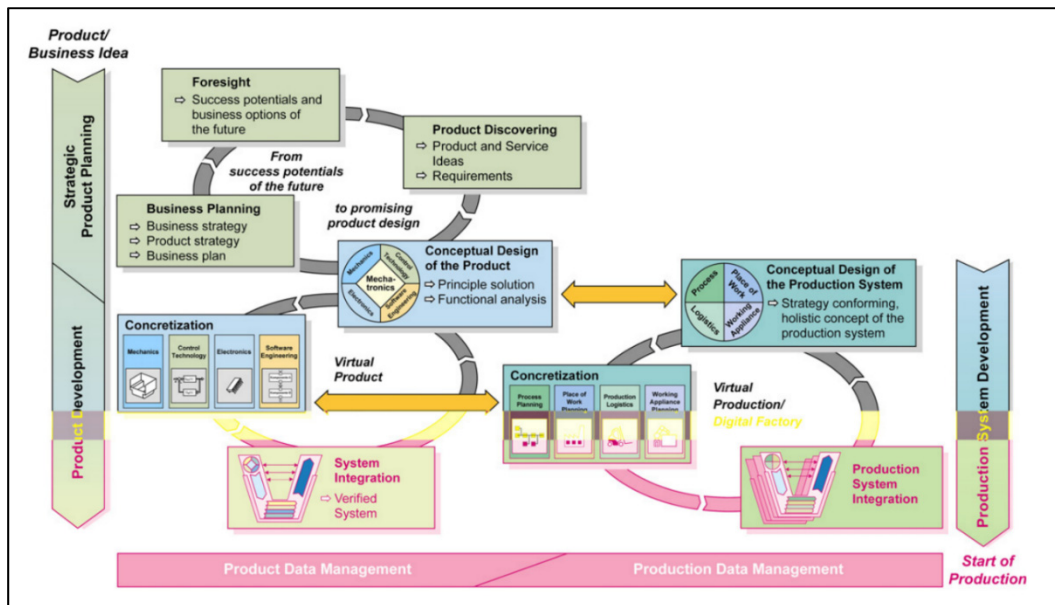 Product/
Business Idea
Strategic
Product Planning
Product Development
Foresight
⇨ Success potentials and
business options of
the future
Product Discovering
⇨ Product and Service
Ideas
⇨ Requirements
From
success potentials
of the future
Business Planning
⇨ Business strategy
⇨ Product strategy
⇨ Business plan
to promising
product design
Mechanics
Control
Technology
Mecha-
tronics
Electronics
Software
Engineering
Conceptual Design
of the Product
⇨ Principle solution
⇨ Functional analysis
Process
Place of
Work
Logistics
Working
Appliance
Conceptual Design of
the Production System
⇨ Strategy conforming,
holistic concept of the
production system
Concretization
Mechanics
Control
Technology
Electronics
Software
Engineering
Virtual
Product
Concretization
Process
Planning
Place of
Work
Planning
Production
Logistics
Working
Appliance
Planning
Virtual
Production/
Digital Factory
System
Integration
⇨ Verified
System
Production
System
Integration
Production System Development
Product Data Management
Production Data Management
Start of
Production